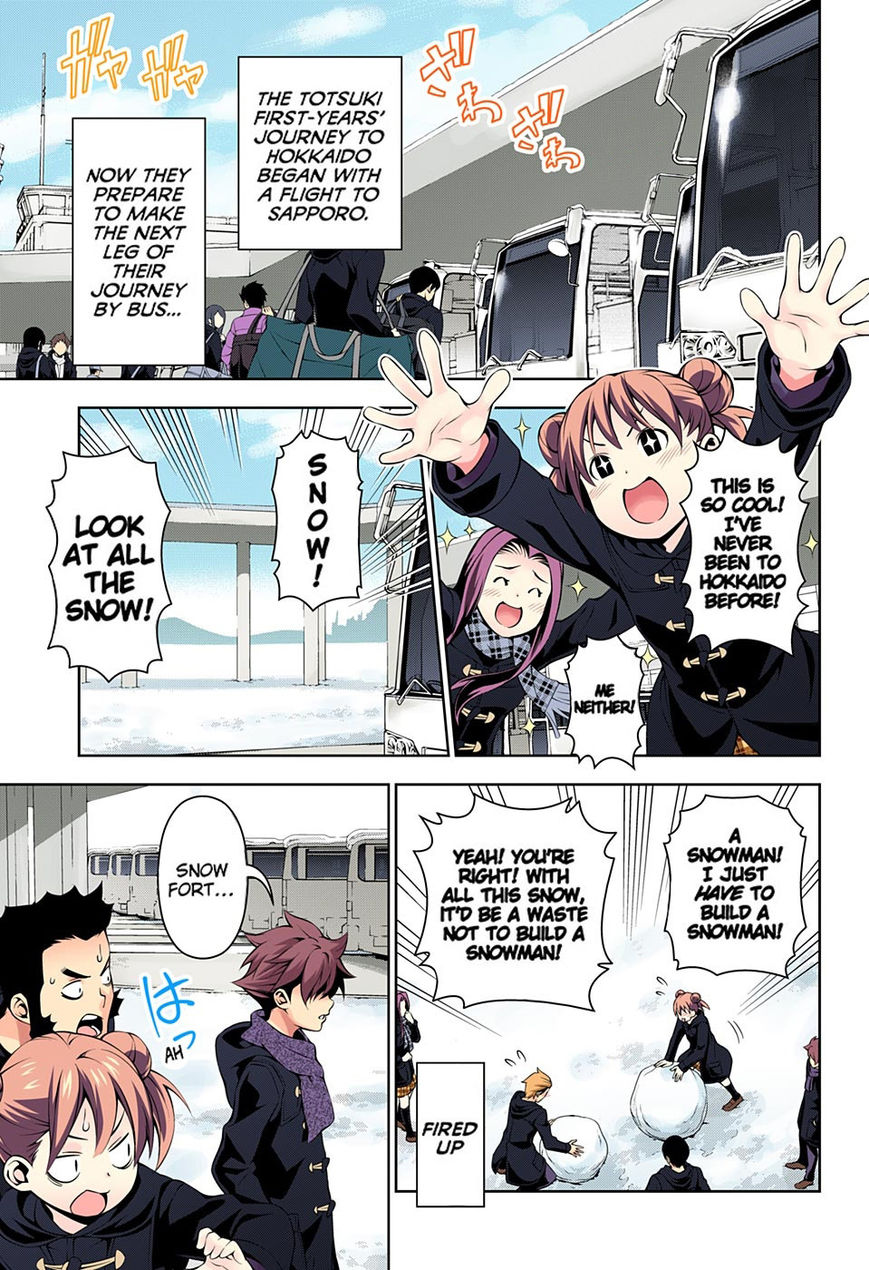 ザわ
ザわ
THE TOTSUKI
FIRST-YEARS'
JOURNEY TO
HOKKAIDO
BEGAN WITH
A FLIGHT TO
SAPPORO.
ガヤ
ガヤ
NOW THEY
PREPARE
TO MAKE
THE NEXT
LEG OF
THEIR
JOURNEY
BY BUS...
THIS IS
SO COOL!
I'VE
NEVER
BEEN TO
HOKKAIDO
BEFORE!
ME
NEITHER!
SNOW!
LOOK
AT ALL
THE
SNOW!
A
SNOWMAN!
I JUST
HAVE TO
BUILD A
SNOWMAN!
YEAH! YOU'RE
RIGHT! WITH
ALL THIS SNOW,
IT'D BE A WASTE
NOT TO BUILD A
SNOWMAN!
FIRED
UP
SNOW
FORT...
はっ
AH